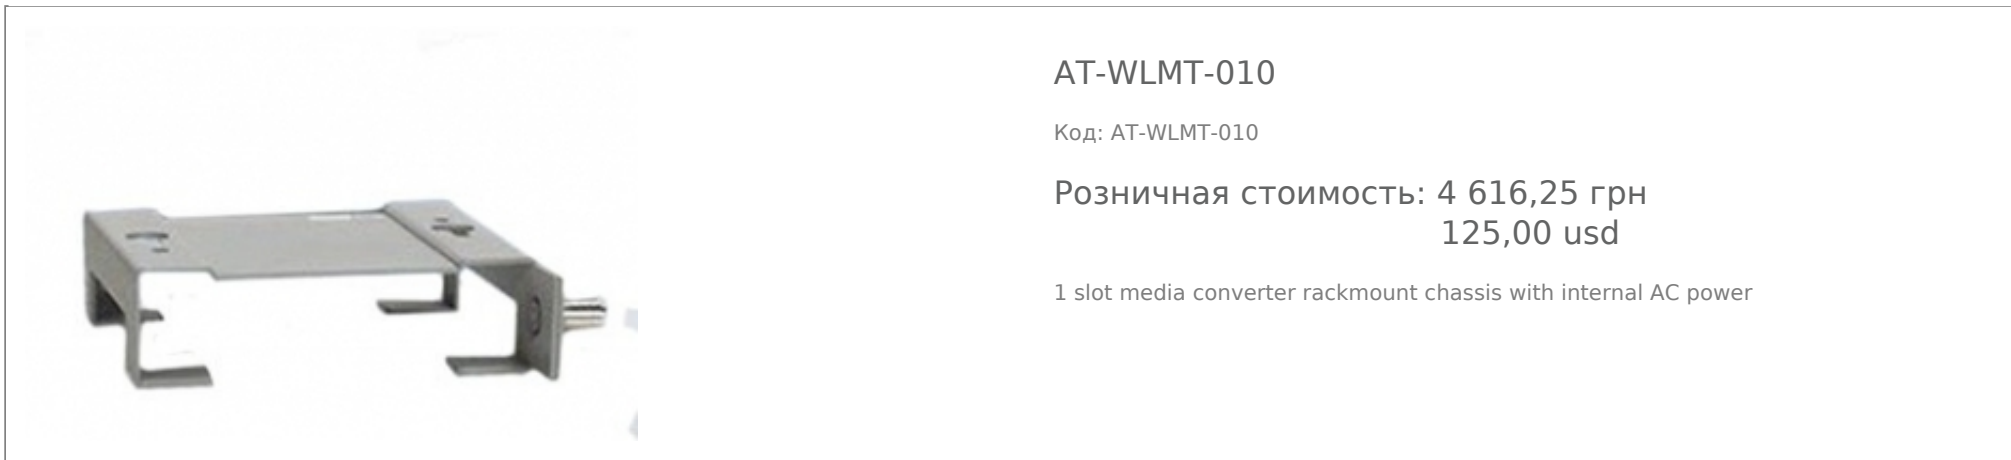 AT-WLMT-010
Код: AT-WLMT-010
Розничная стоимость: 4 616,25 грн
125,00 usd
1 slot media converter rackmount chassis with internal AC power